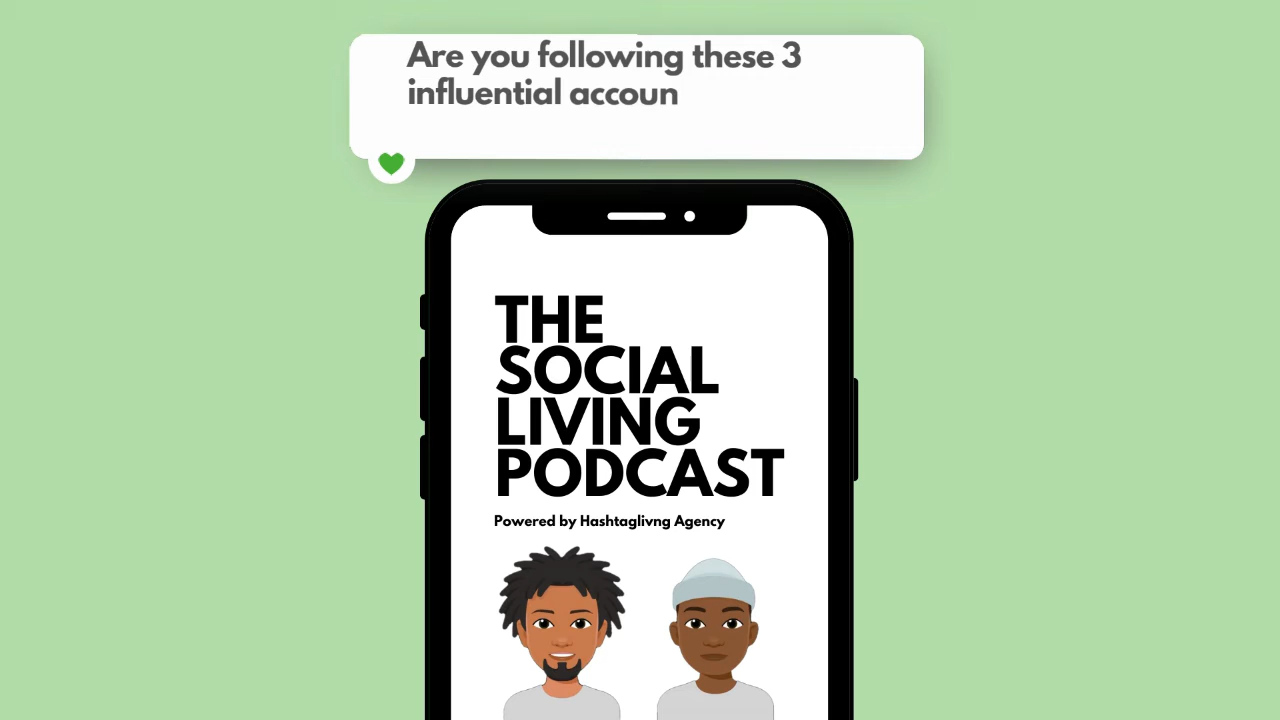 Are you following these 3
influential accoun
THE
SOCIAL
LIVING
PODCAST
Powered by Hashtaglivng Agency